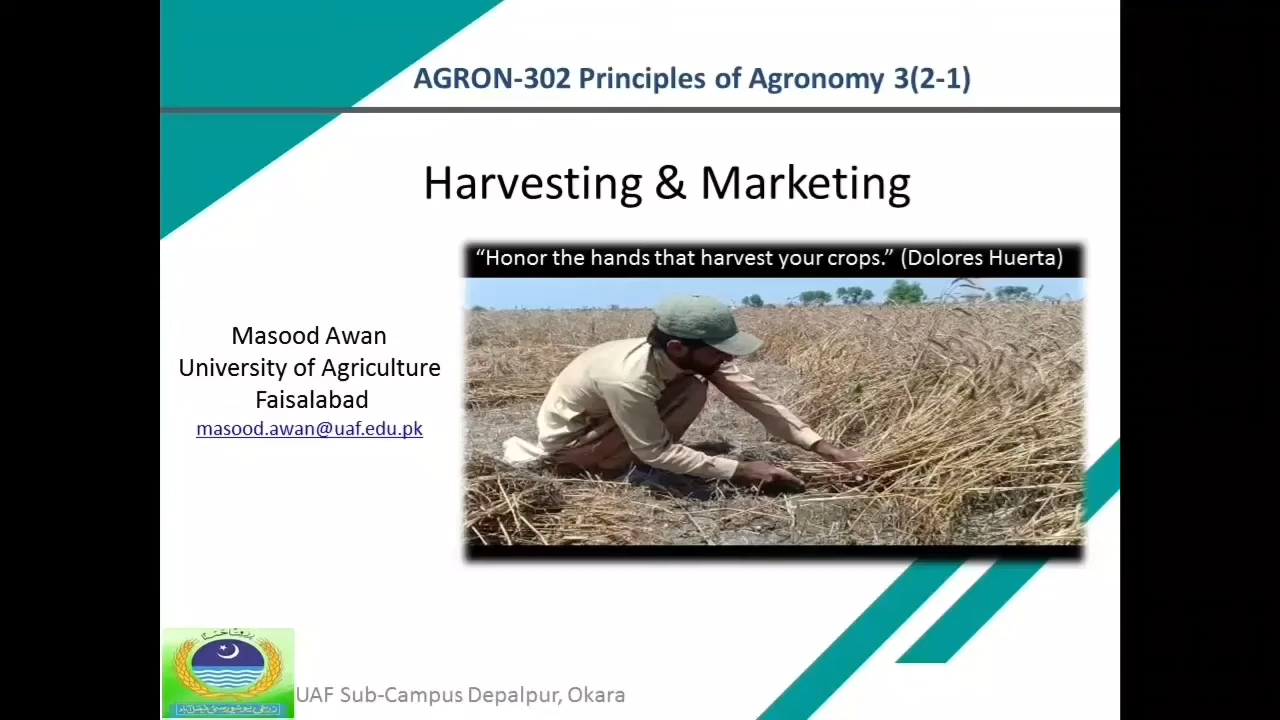 AGRON-302 Principles of Agronomy 3(2-1)
Harvesting & Marketing
“Honor the hands that harvest your crops.” (Dolores Huerta)
Masood Awan
University of Agriculture
Faisalabad
masood.awan@uaf.edu.pk
UAF Sub-Campus Depalpur, Okara